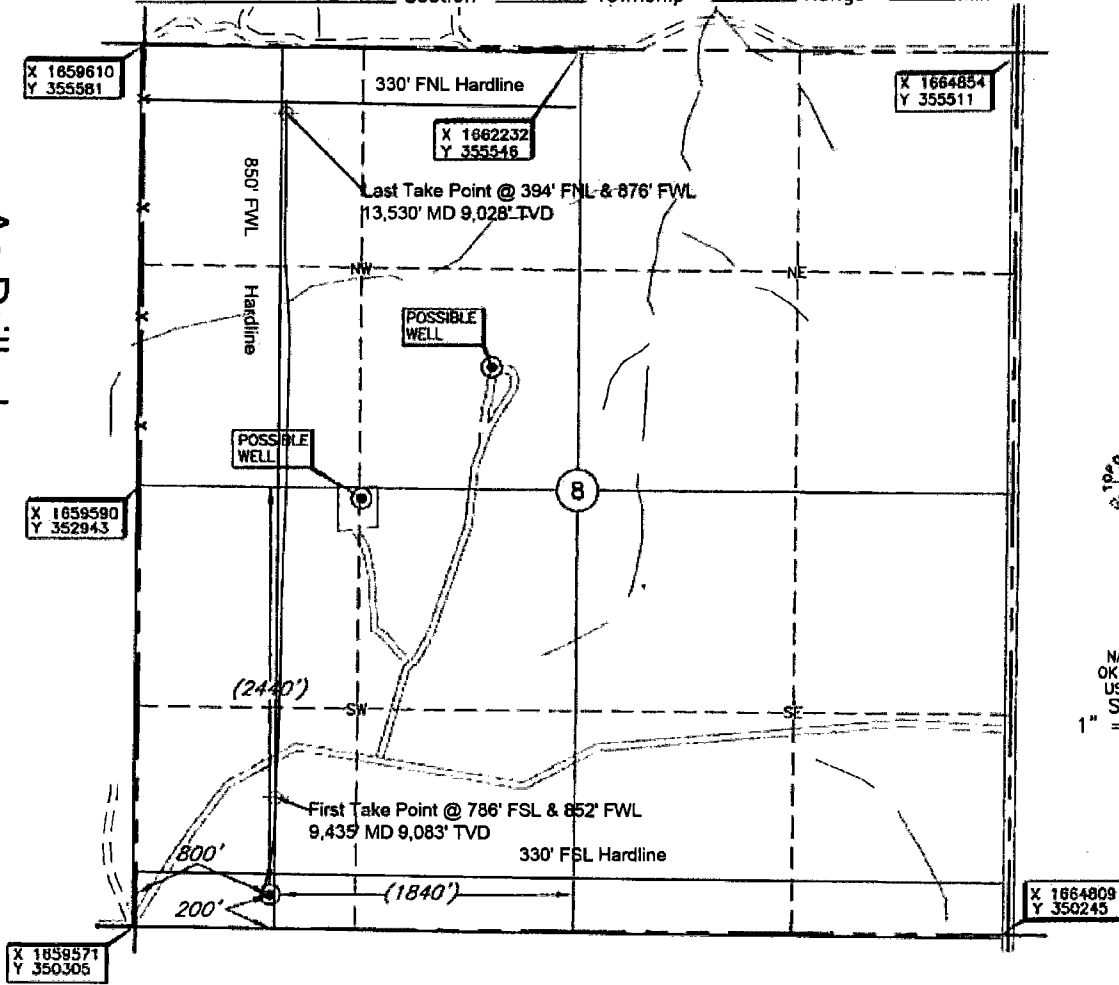 X 1659610
Y 355581
330' FNL Hardline
X 1664854
Y 355511
X 1662232
Y 355546
850' FWL Hardline
Last Take Point @ 394' FNL & 876' FWL
13,530' MD 9,028' TVD
NW
NE
POSSIBLE
WELL
POSSIBLE
WELL
8
X 1659590
Y 352943
(2440')
SW
SE
1" =
First Take Point @ 786' FSL & 852' FWL
9,435' MD 9,083' TVD
330' FSL Hardline
800'
(1840')
200'
X 1664809
Y 350245
X 1659571
Y 350305